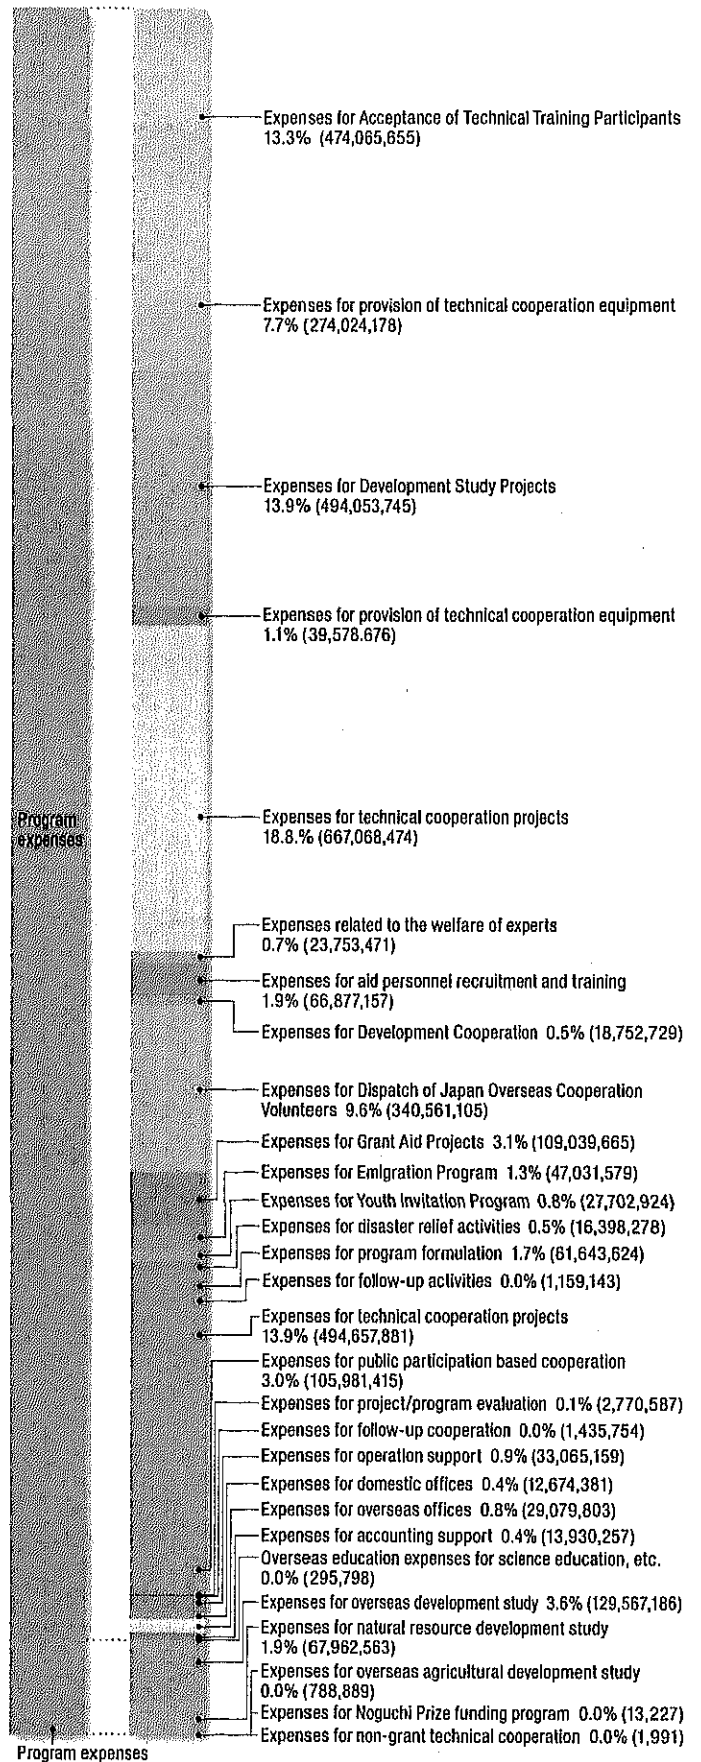 Expenses for Acceptance of Technical Training Participants
13.3% (474,065,655)
Expenses for provision of technical cooperation equipment
7.7% (274,024,178)
Expenses for Development Study Projects
13.9% (494,053,745)
Expenses for provision of technical cooperation equipment
1.1% (39,578.676)
Program
expenses
Expenses for technical cooperation projects
18.8.% (667,068,474)
Expenses related to the welfare of experts
0.7% (23,753,471)
Expenses for aid personnel recruitment and training
1.9% (66,877,157)
Expenses for Development Cooperation 0.5% (18,752,729)
Expenses for Dispatch of Japan Overseas Cooperation
Volunteers 9.6% (340,561,105)
Expenses for Grant Aid Projects 3.1% (109,039,665)
Expenses for Emigration Program 1.3% (47,031,579)
Expenses for Youth Invitation Program 0.8% (27,702,924)
Expenses for disaster relief activities 0.5% (16,398,278)
Expenses for program formulation 1.7% (61,643,624)
Expenses for follow-up activities 0.0% (1,159,143)
Expenses for technical cooperation projects
13.9% (494,657,881)
Expenses for public participation based cooperation
3.0% (105,981,415)
Expenses for project/program evaluation 0.1% (2,770,587)
Expenses for follow-up cooperation 0.0% (1,435,754)
Expenses for operation support 0.9% (33,065,159)
Expenses for domestic offices 0.4% (12,674,381)
Expenses for overseas offices 0.8% (29,079,803)
Expenses for accounting support 0.4% (13,930,257)
Overseas education expenses for science education, etc.
0.0% (295,798)
Expenses for overseas development study 3.6% (129,567,186)
Expenses for natural resource development study
1.9% (67,962,563)
Expenses for overseas agricultural development study
0.0% (788,889)
Expenses for Noguchi Prize funding program 0.0% (13,227)
Expenses for non-grant technical cooperation 0.0% (1,991)
Program expenses